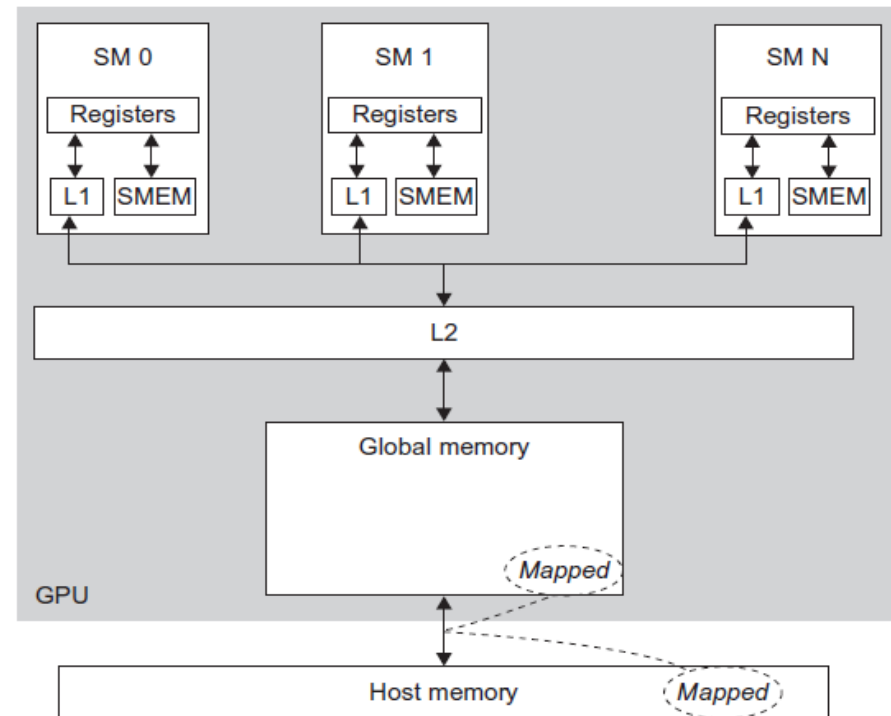 SM 0
SM 1
SM N
Registers
Registers
Registers
L1
SMEM
L1
SMEM
L1
SMEM
L2
Global memory
Mapped
GPU
Host memory
Mapped